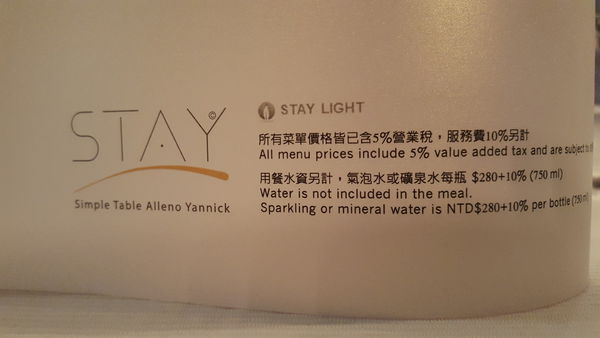 STAY©
Simple Table Alleno Yannick
STAY LIGHT
所有菜單價格皆已含5%營業稅，服務費10%另計
All menu prices include 5% value added tax and are subject to
用餐水資另計，氣泡水或礦泉水每瓶 $280+10% (750 ml)
Water is not included in the meal.
Sparkling or mineral water is NTD$280+10% per bottle (750 ml)